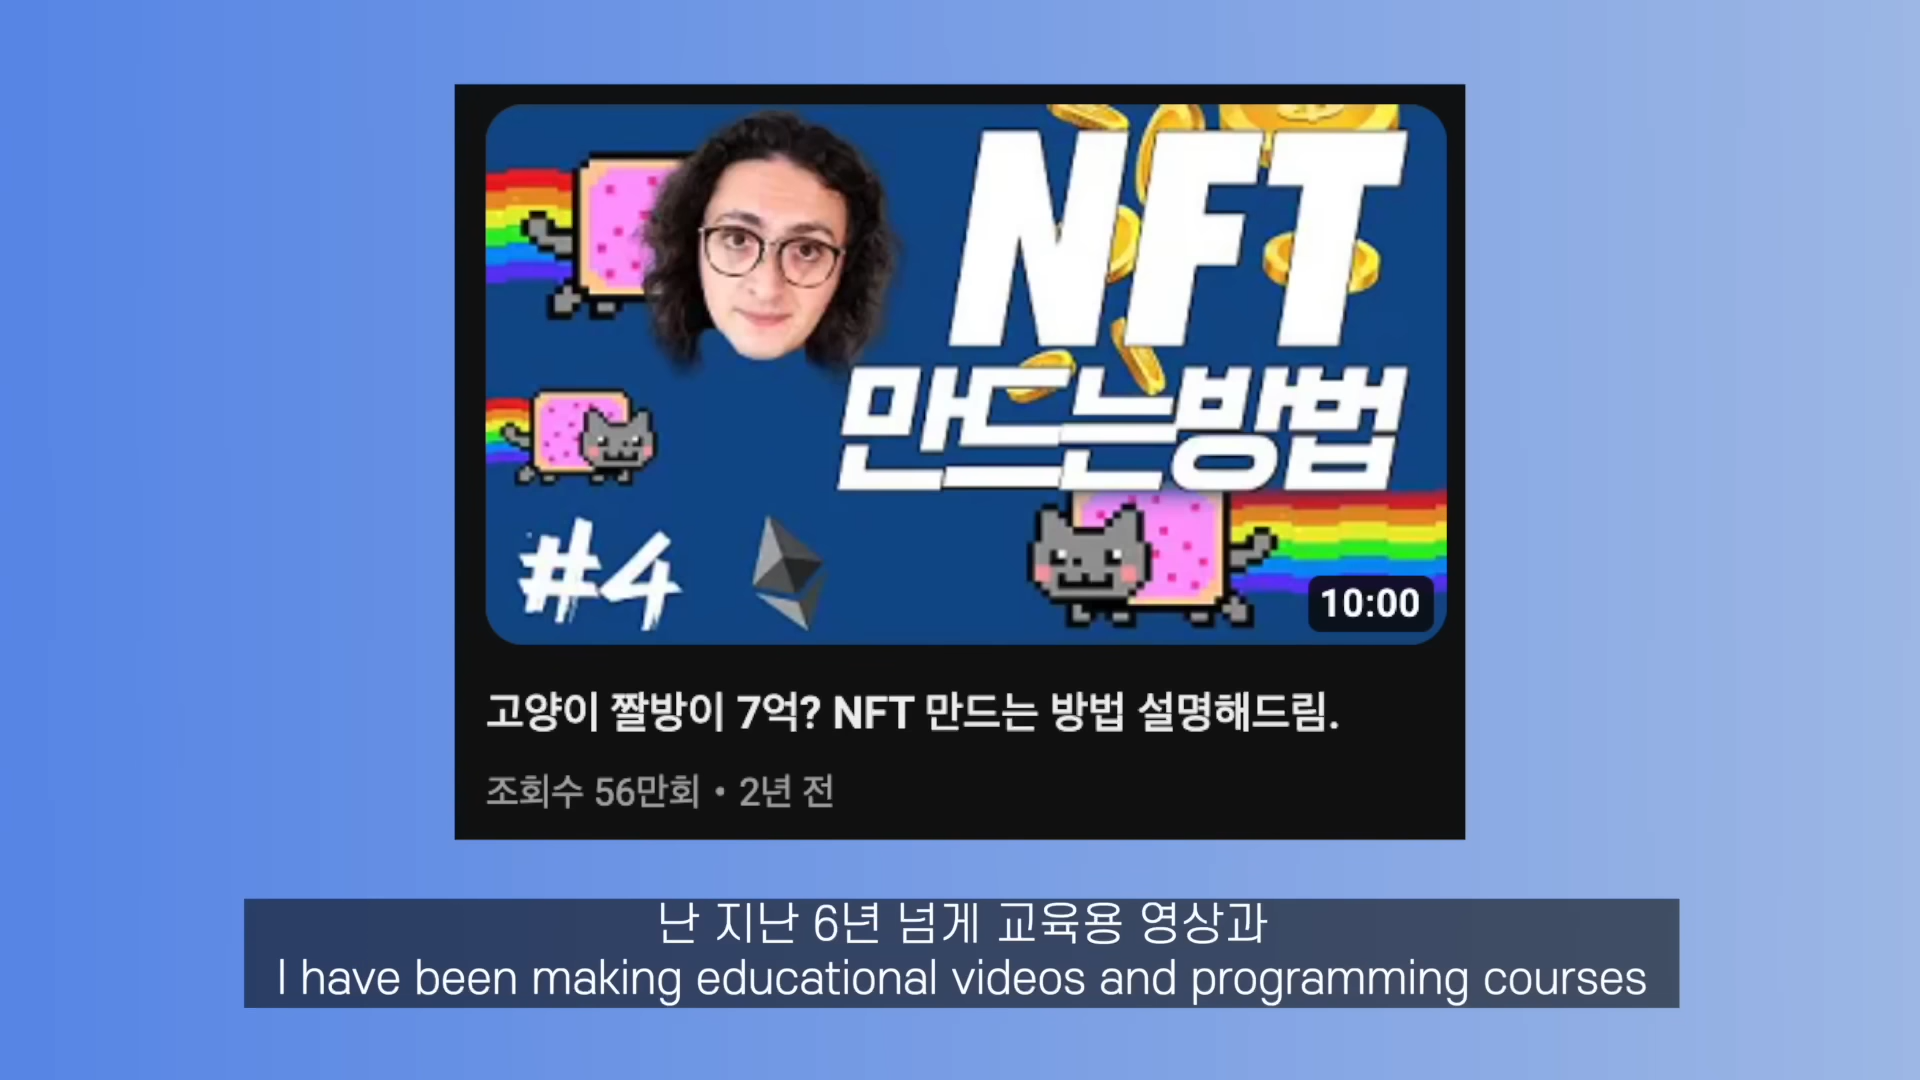 NFT
만드는방법
#4
10:00
고양이 짤방이 7억? NFT 만드는 방법 설명해드림.
조회수 56만회 • 2년 전
난 지난 6년 넘게 교육용 영상과
I have been making educational videos and programming courses